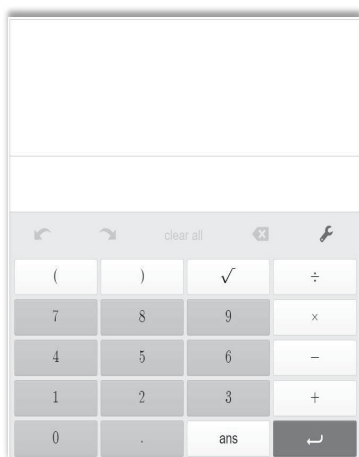 clear all
( ) √ ÷
7 8 9 ×
4 5 6 −
1 2 3 +
0 . ans